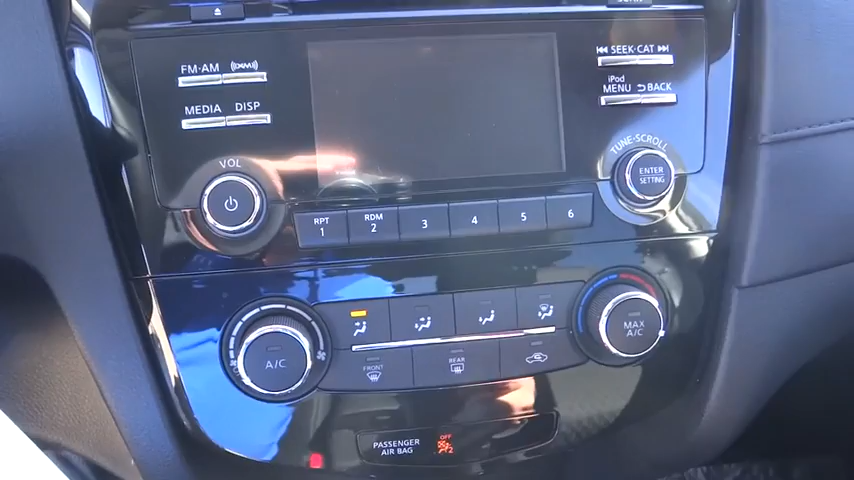 FM·AM
MEDIA DISP
VOL
SEEK·CAT
iPod
MENU BACK
TUNE·SCROLL
ENTER
SETTING
RPT
1
RDM
2
3
4
5
6
A/C
MAX
A/C
FRONT
REAR
PASSENGER
AIR BAG
OFF
2